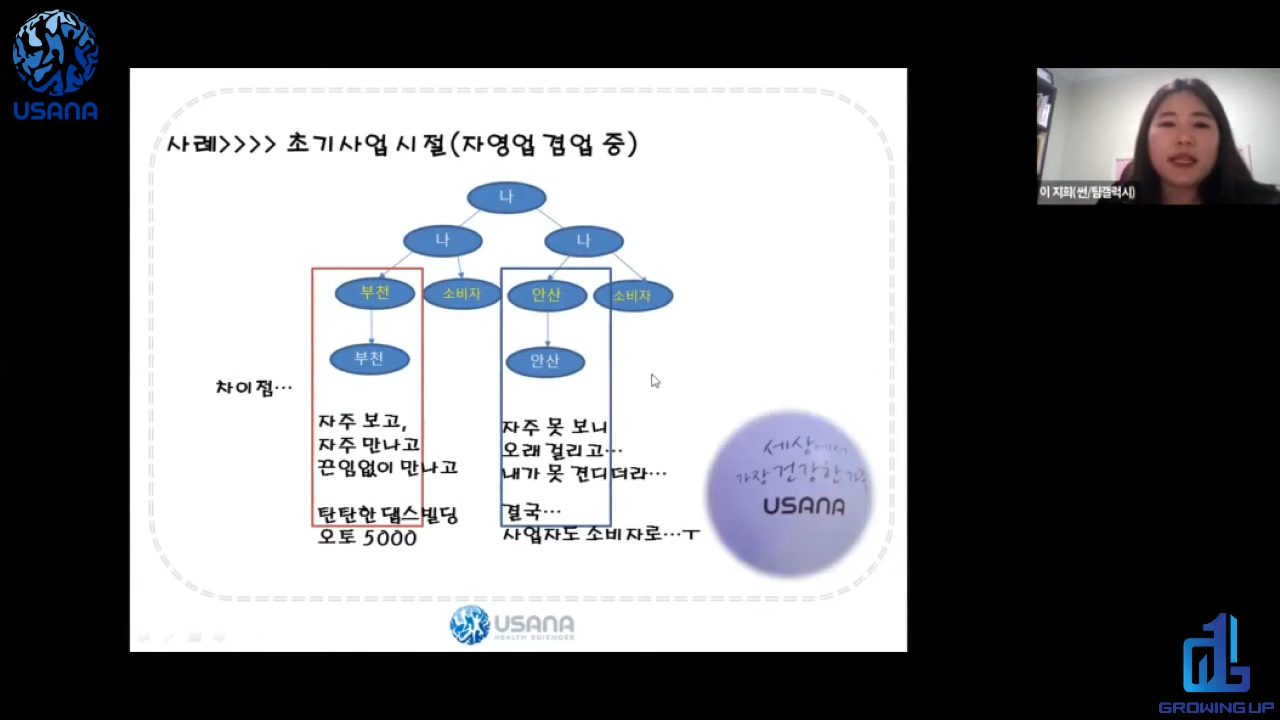 USANA
사례>>>> 초기사업 시절(자영업 겸업 중)
나
나
나
부천
소비자
안산
소비자
부천
안산
차이점…
자주 보고,
자주 만나고
끈임없이 만나고
탄탄한 댑스빌딩
오토 5000
자주 못 보니
오래 걸리고…
내가 못 견디더라…
결국…
사업자도 소비자로…ㅜ
세상에서
가장 건강한
USANA
USANA
HEALTH SCIENCES
이 지희(썬/팀갤럭시)
GROWING UP